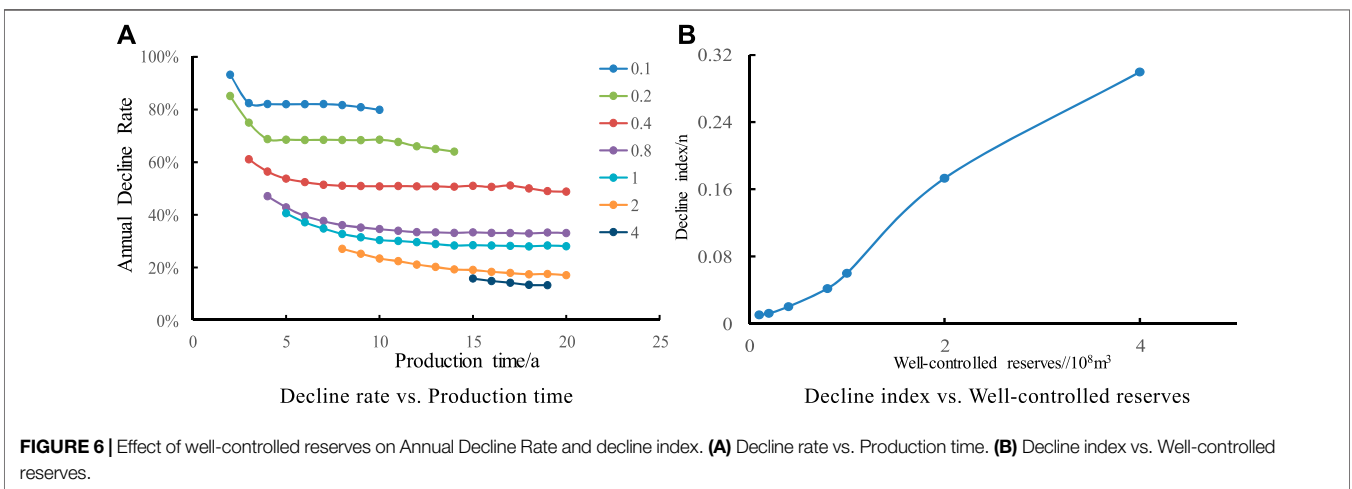 A
Annual Decline Rate
100%
80%
60%
40%
20%
0%
0 5 10 15 20 25
Production time/a
0.1
0.2
0.4
0.8
1
2
4
Decline rate vs. Production time
B
Decline index/n
0.32
0.24
0.16
0.08
0
0 2 4
Well-controlled reserves//10⁸m³
Decline index vs. Well-controlled reserves
FIGURE 6 | Effect of well-controlled reserves on Annual Decline Rate and decline index. (A) Decline rate vs. Production time. (B) Decline index vs. Well-controlled
reserves.